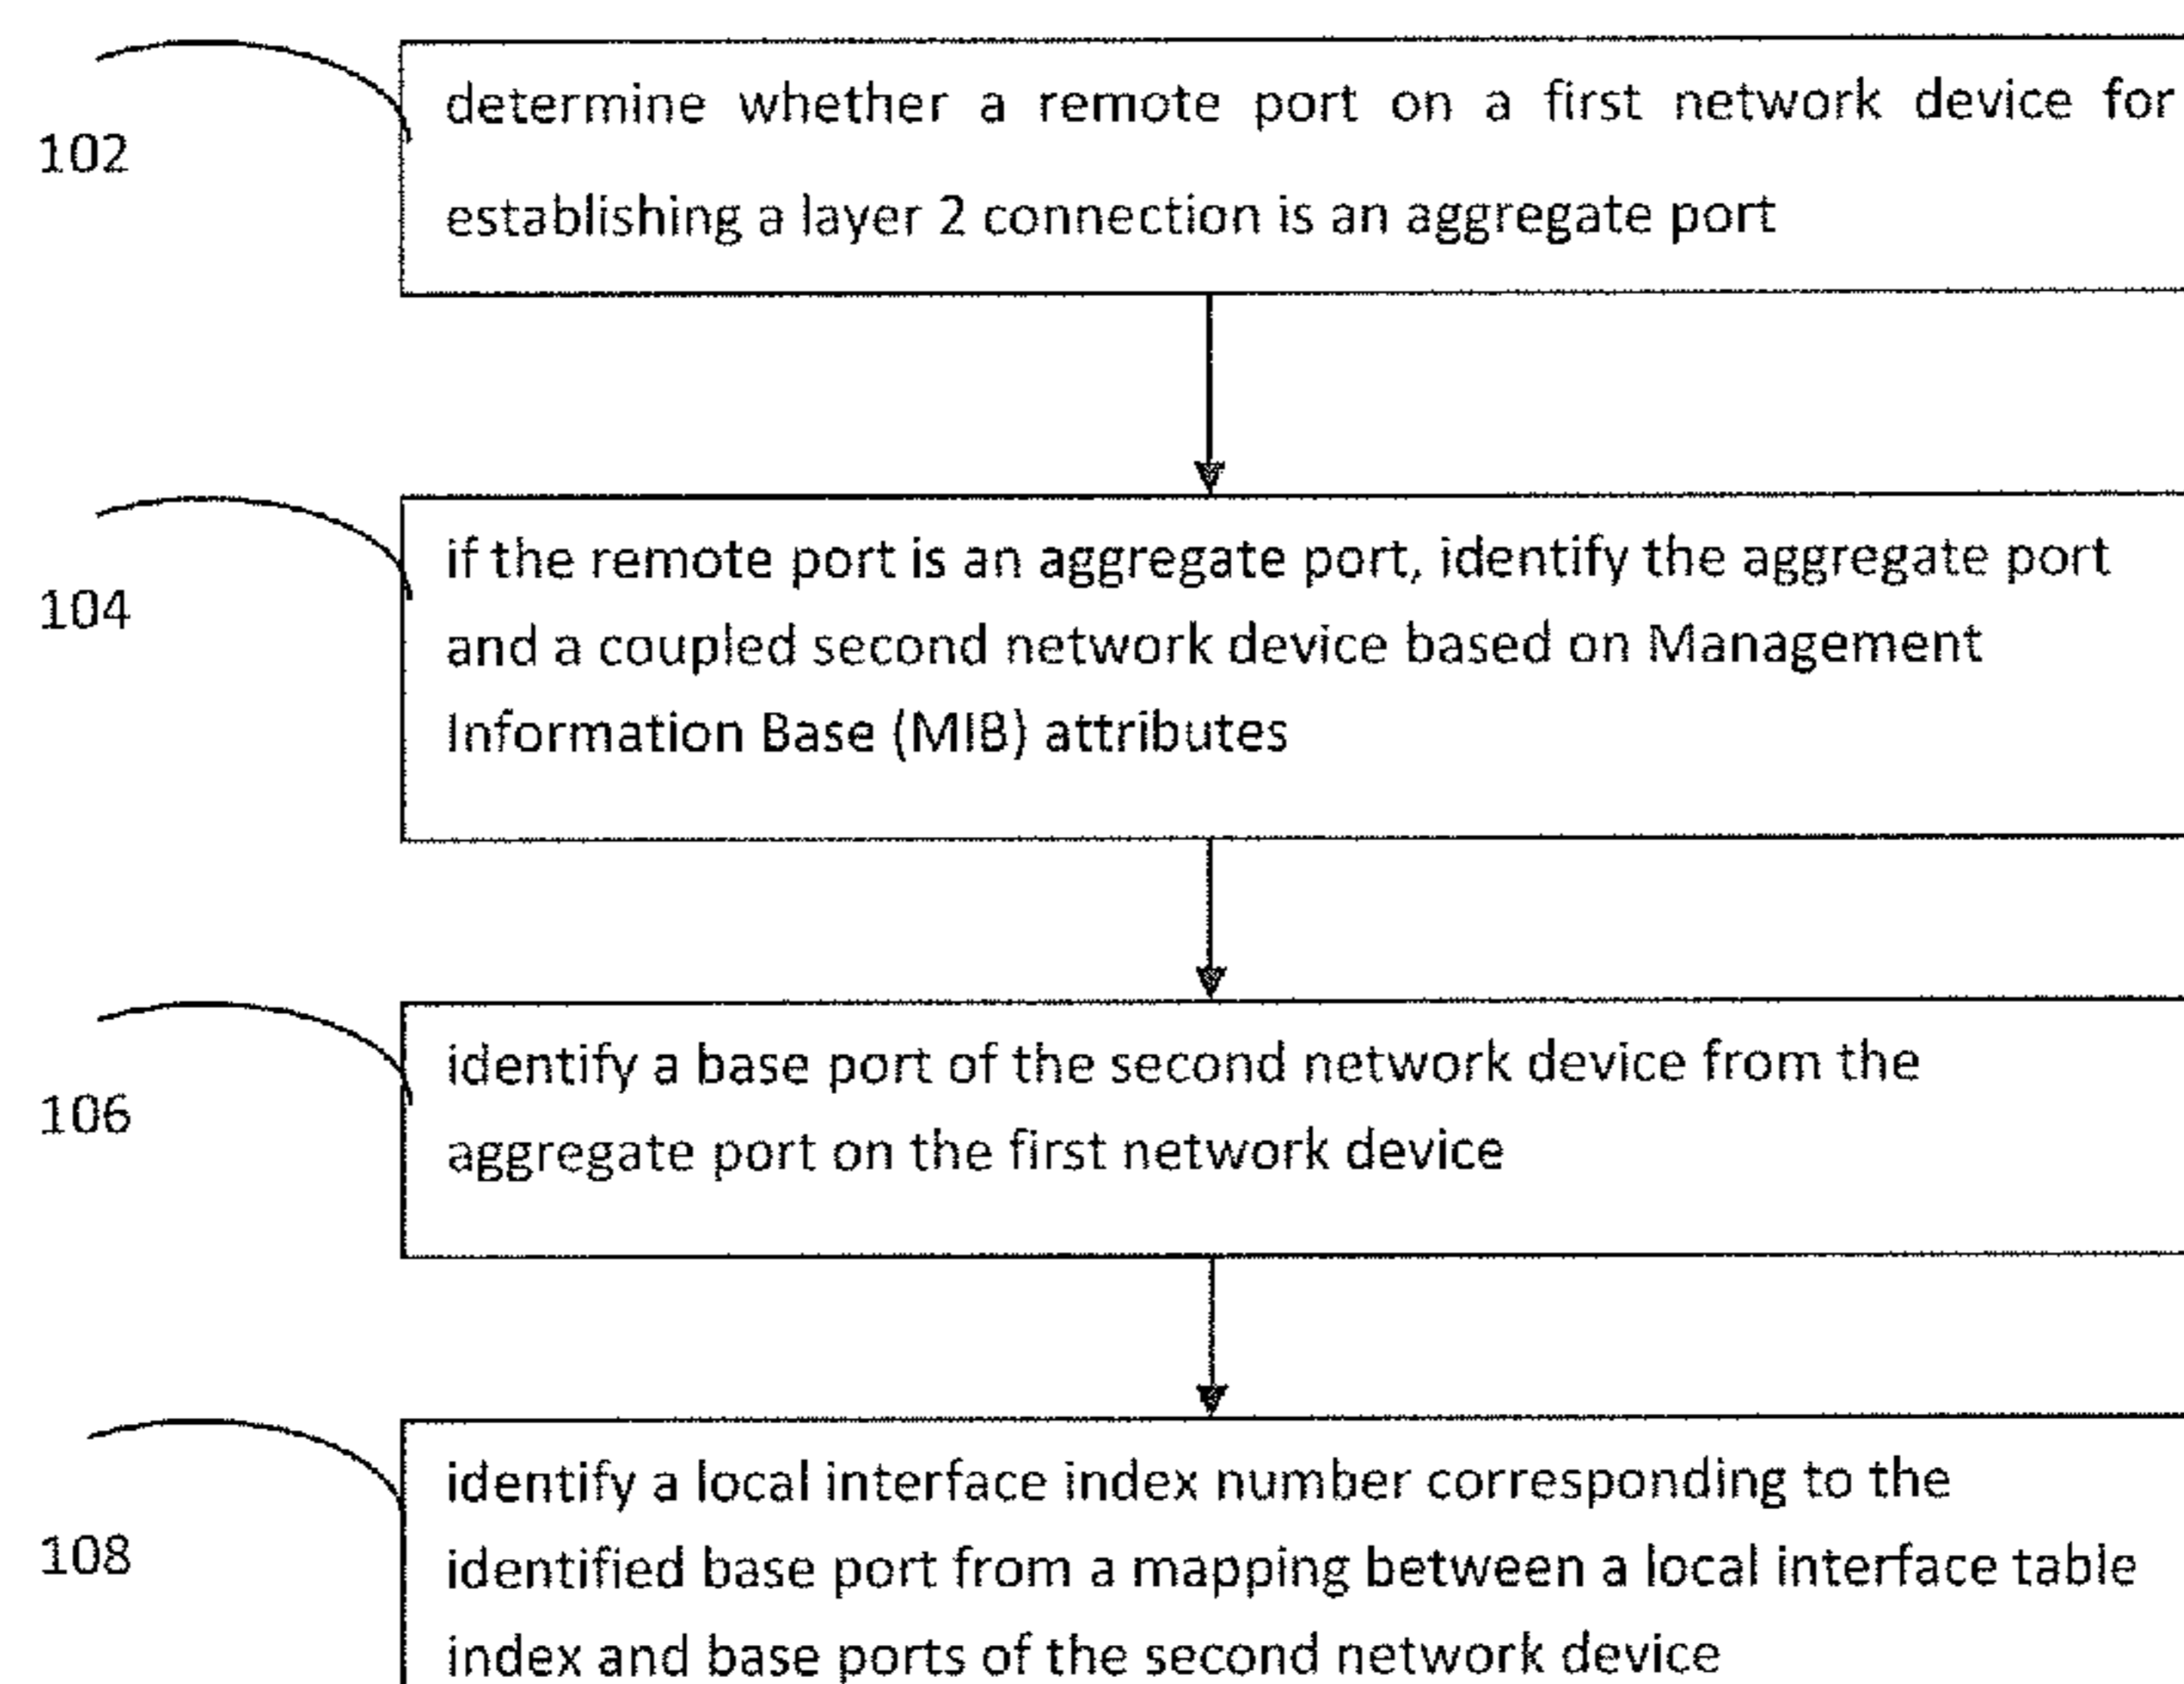 determine whether a remote port on a first network device for
102
establishing a layer 2 connection is an aggregate port
if the remote port is an aggregate port, identify the aggregate port
104
and a coupled second network device based on Management
Information Base (MIB) attributes
identify a base port of the second network device from the
106
aggregate port on the first network device
identify a local interface index number corresponding to the
108
identified base port from a mapping between a local interface table
index and base ports of the second network device